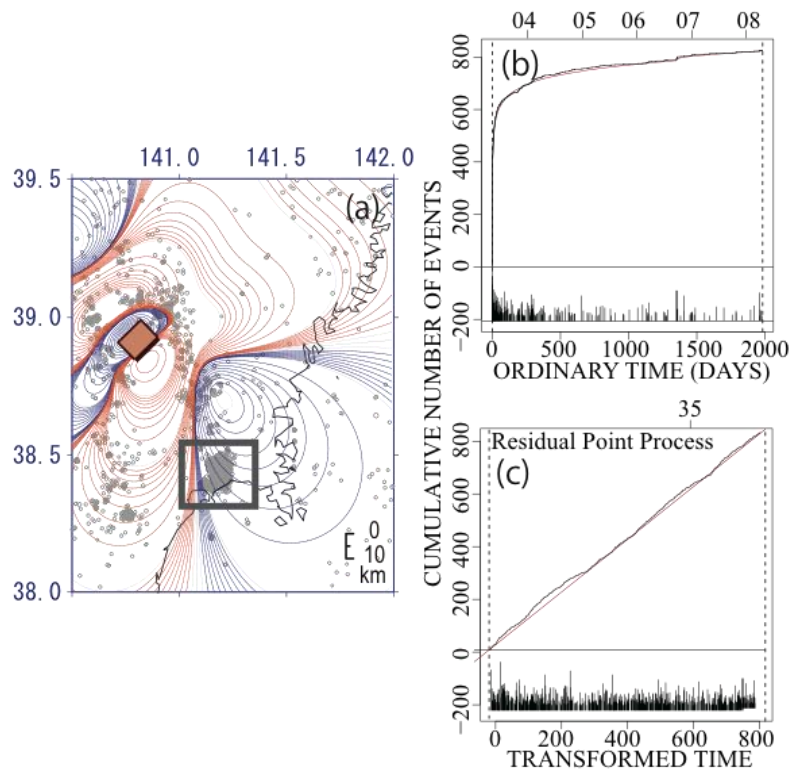 141.0 141.5 142.0
39.5
39.0
38.5
38.0
(a)
0
10
km
04 05 06 07 08
(b)
800
600
400
200
0
−200
0 500 1000 1500 2000
ORDINARY TIME (DAYS)
CUMULATIVE NUMBER OF EVENTS
35
Residual Point Process
(c)
800
600
400
200
0
−200
0 200 400 600 800
TRANSFORMED TIME